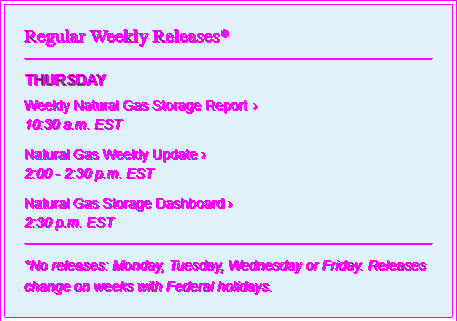 Regular Weekly Releases*
THURSDAY
Weekly Natural Gas Storage Report ›
10:30 a.m. EST
Natural Gas Weekly Update ›
2:00 - 2:30 p.m. EST
Natural Gas Storage Dashboard ›
2:30 p.m. EST
*No releases: Monday, Tuesday, Wednesday or Friday. Releases
change on weeks with Federal holidays.